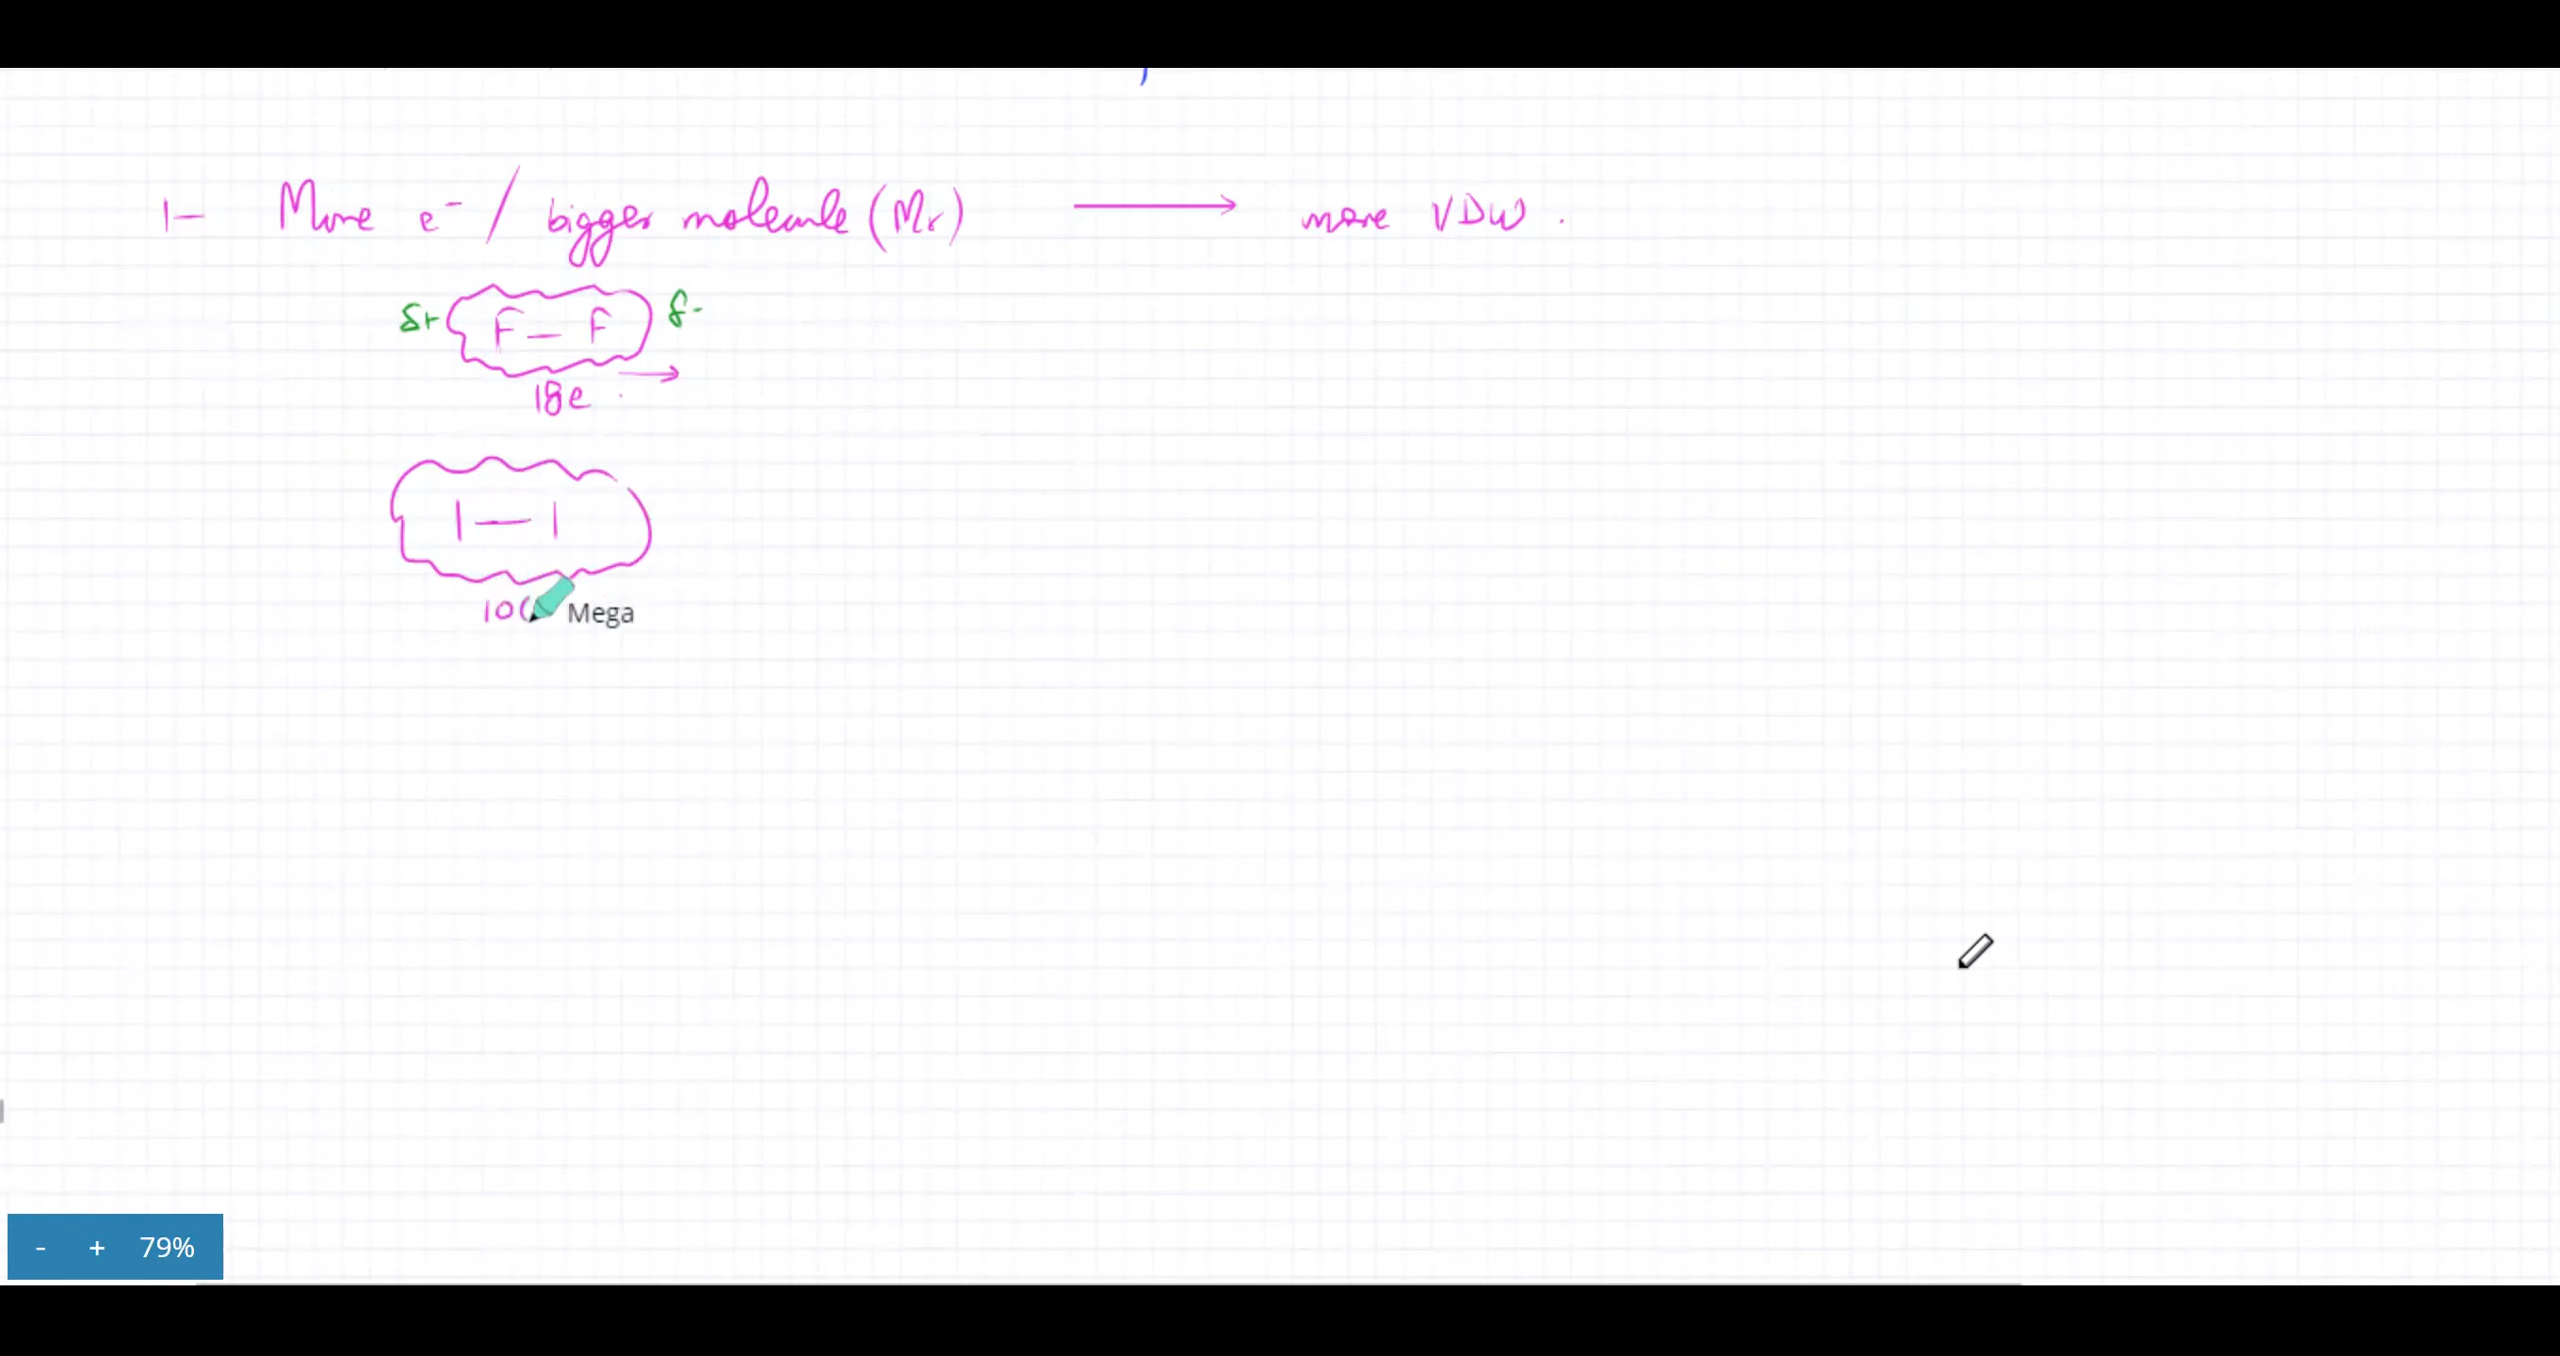 1- More e⁻ / bigger molecule (Mr) ⟶ more VDW .
δ+ F — F δ-
18e
I — I
10
Mega
- + 79%